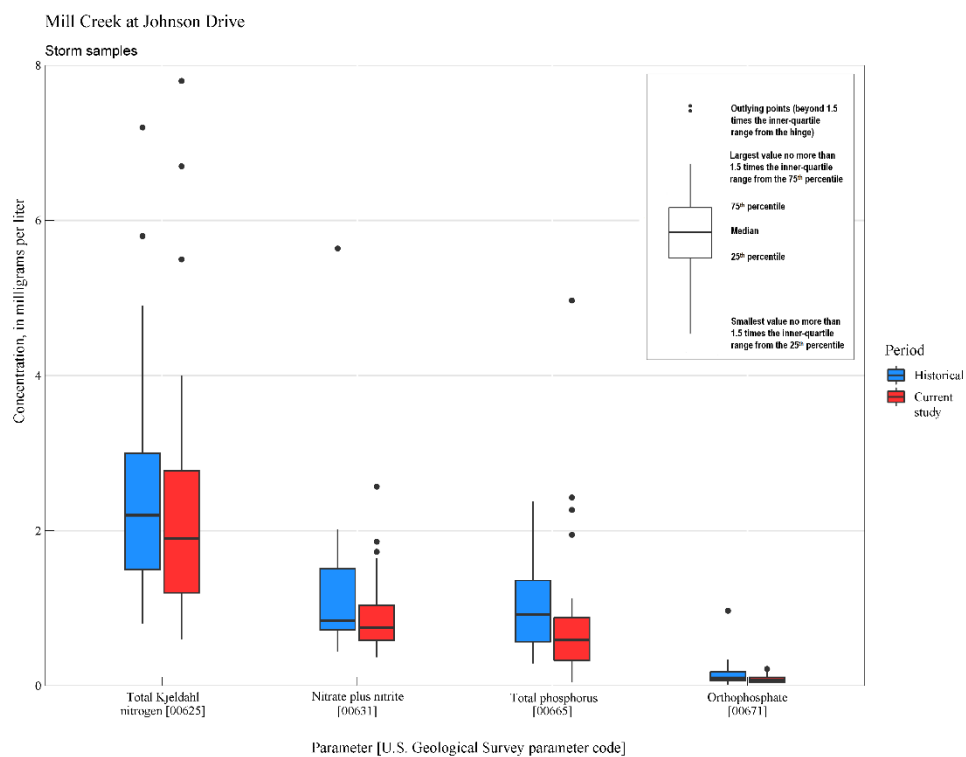 Mill Creek at Johnson Drive
Storm samples
8
6
4
2
0
Concentration, in milligrams per liter
Outlying points (beyond 1.5
times the inner-quartile
range from the hinge)
Largest value no more than
1.5 times the inner-quartile
range from the 75th percentile
75th percentile
Median
25th percentile
Smallest value no more than
1.5 times the inner-quartile
range from the 25th percentile
Period
Historical
Current
study
Total Kjeldahl
nitrogen [00625]
Nitrate plus nitrite
[00631]
Total phosphorus
[00665]
Orthophosphate
[00671]
Parameter [U.S. Geological Survey parameter code]